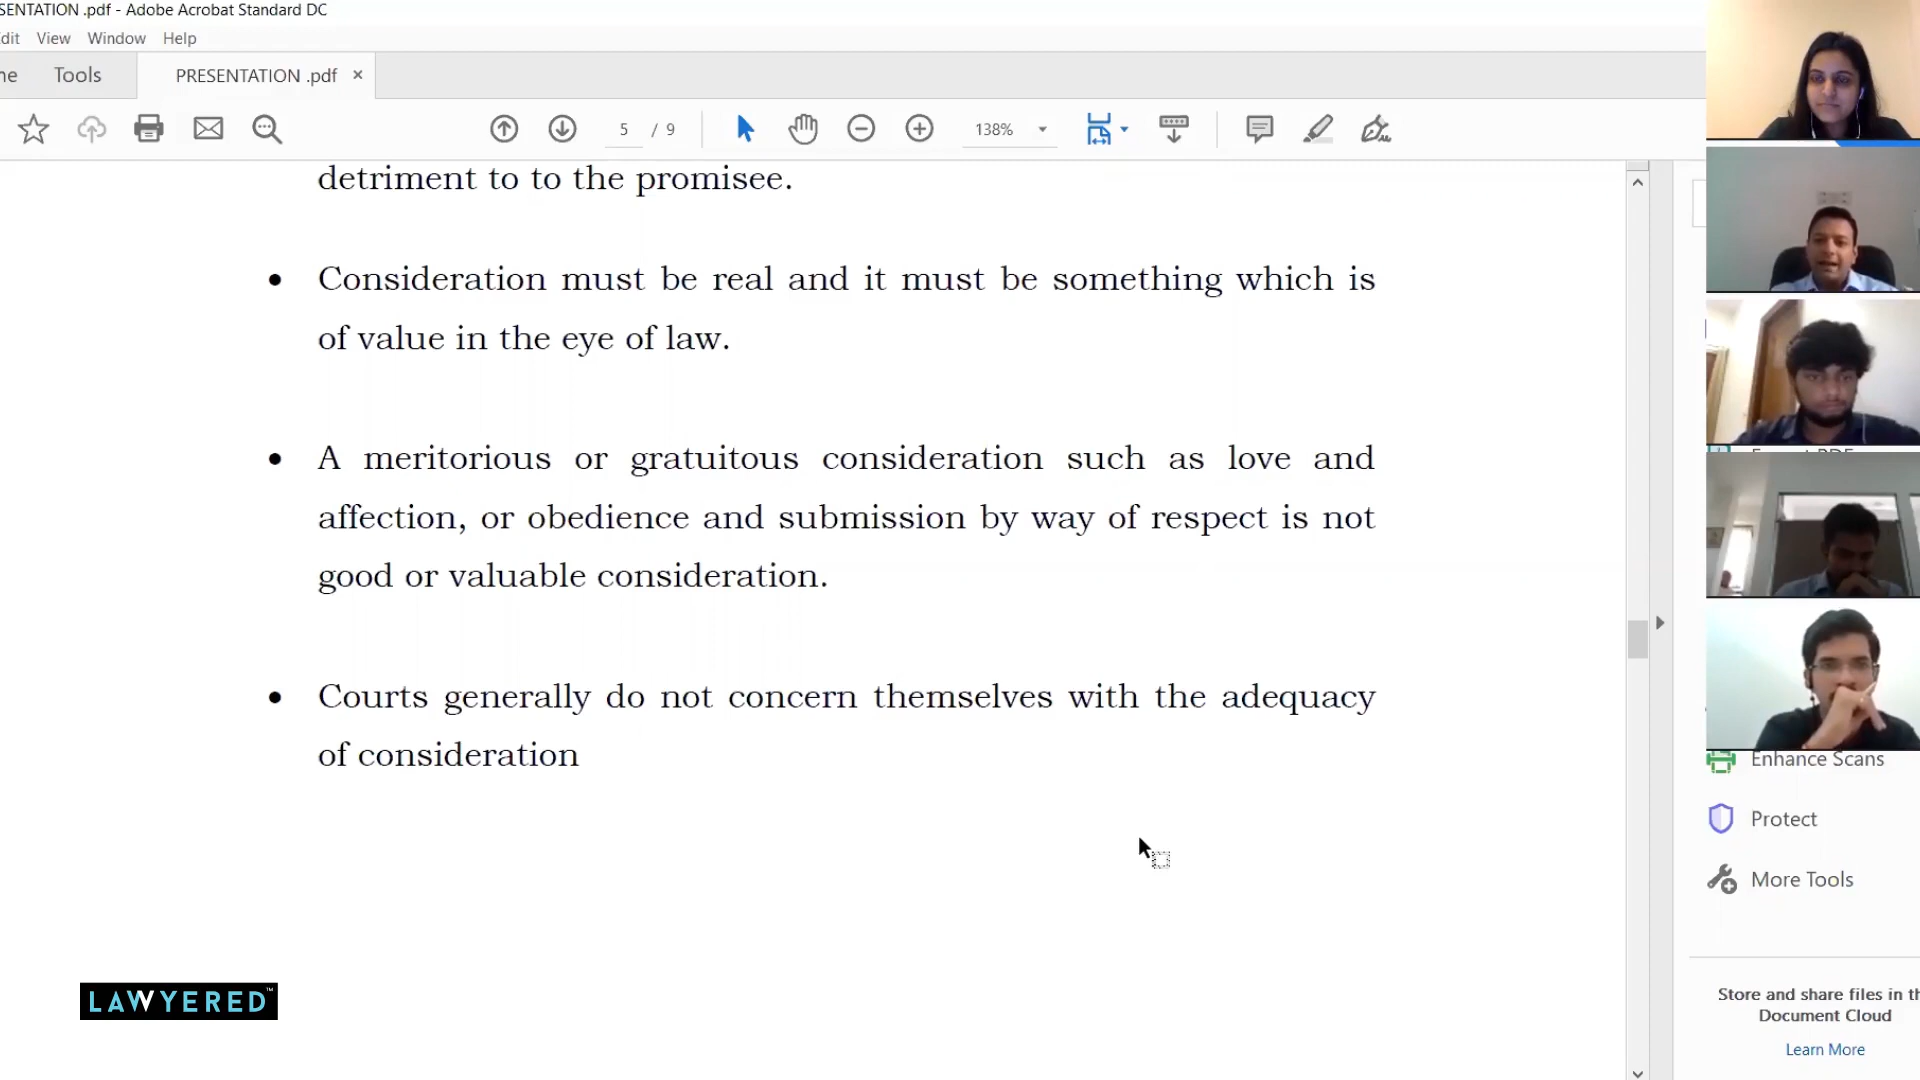 SENTATION .pdf - Adobe Acrobat Standard DC
dit View Window Help
me Tools PRESENTATION .pdf ×
5 / 9 138%
detriment to to the promisee.
• Consideration must be real and it must be something which is
of value in the eye of law.
• A meritorious or gratuitous consideration such as love and
affection, or obedience and submission by way of respect is not
good or valuable consideration.
• Courts generally do not concern themselves with the adequacy
of consideration
Enhance Scans
Protect
More Tools
Store and share files in th
Document Cloud
Learn More
LAWYERED™